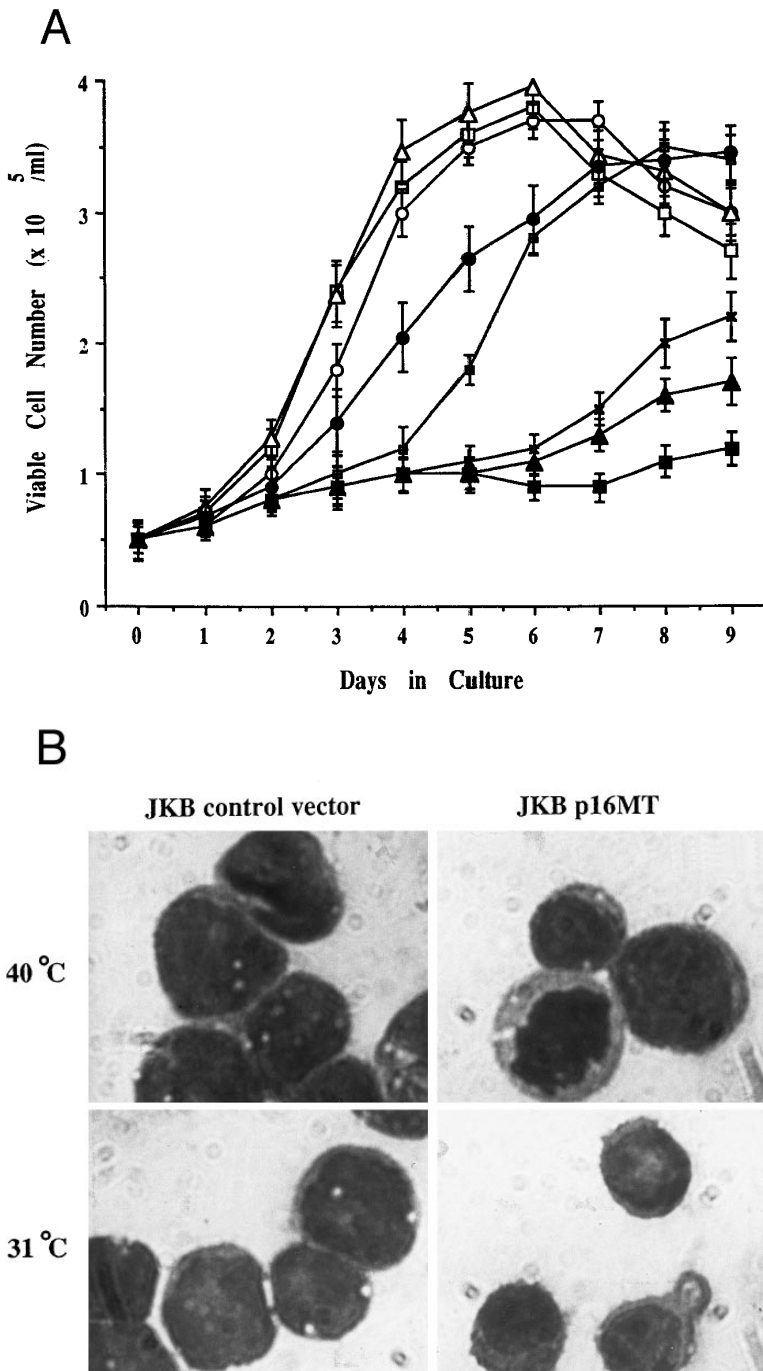 A
Viable Cell Number (x 10 5 /ml)
4
3
2
1
0
0 1 2 3 4 5 6 7 8 9
Days in Culture
B
JKB control vector JKB p16MT
40 °C
31 °C